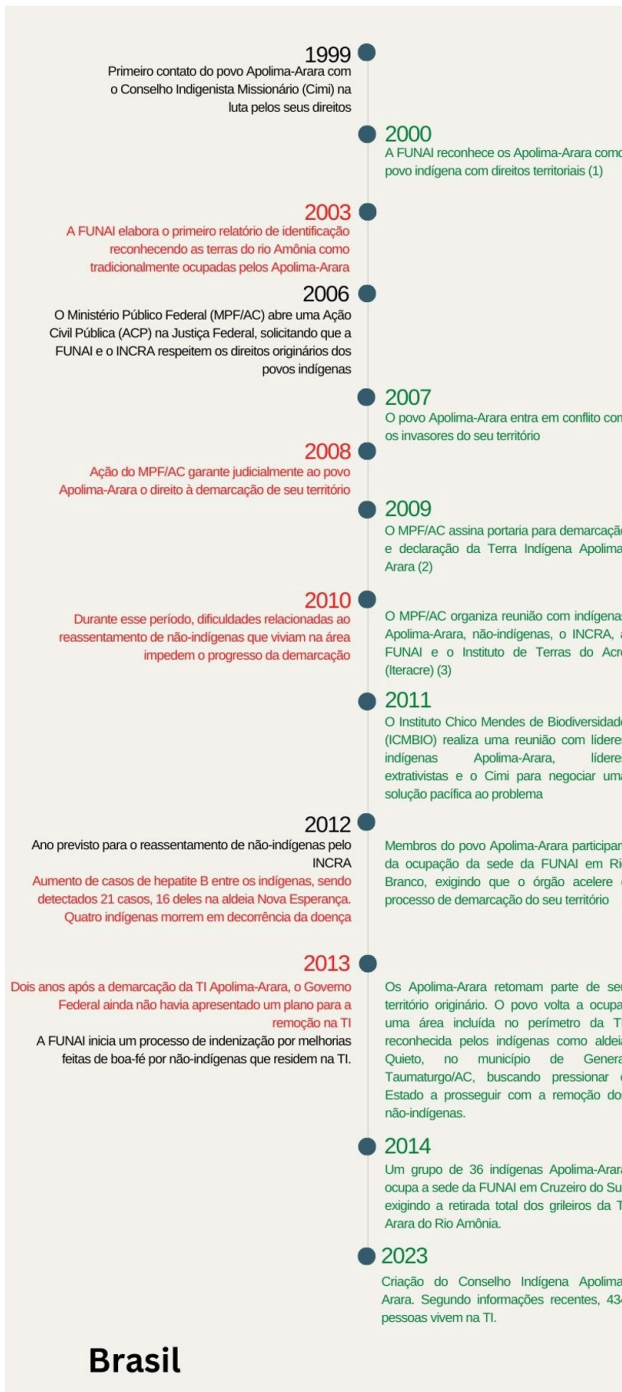 1999
Primeiro contato do povo Apolima-Arara com
o Conselho Indigenista Missionário (Cimi) na
luta pelos seus direitos
2000
A FUNAI reconhece os Apolima-Arara como
povo indígena com direitos territoriais (1)
2003
A FUNAI elabora o primeiro relatório de identificação
reconhecendo as terras do rio Amônia como
tradicionalmente ocupadas pelos Apolima-Arara
2006
O Ministério Público Federal (MPF/AC) abre uma Ação
Civil Pública (ACP) na Justiça Federal, solicitando que a
FUNAI e o INCRA respeitem os direitos originários dos
povos indígenas
2007
O povo Apolima-Arara entra em conflito com
os invasores do seu território
2008
Ação do MPF/AC garante judicialmente ao povo
Apolima-Arara o direito à demarcação de seu território
2009
O MPF/AC assina portaria para demarcação
e declaração da Terra Indígena Apolima-
Arara (2)
2010
Durante esse período, dificuldades relacionadas ao
reassentamento de não-indígenas que viviam na área
impedem o progresso da demarcação
O MPF/AC organiza reunião com indígenas
Apolima-Arara, não-indígenas, o INCRA, a
FUNAI e o Instituto de Terras do Acre
(Iteracre) (3)
2011
O Instituto Chico Mendes de Biodiversidade
(ICMBIO) realiza uma reunião com líderes
indígenas Apolima-Arara, líderes
extrativistas e o Cimi para negociar uma
solução pacífica ao problema
2012
Ano previsto para o reassentamento de não-indígenas pelo
INCRA
Aumento de casos de hepatite B entre os indígenas, sendo
detectados 21 casos, 16 deles na aldeia Nova Esperança.
Quatro indígenas morrem em decorrência da doença
Membros do povo Apolima-Arara participam
da ocupação da sede da FUNAI em Rio
Branco, exigindo que o órgão acelere o
processo de demarcação do seu território
2013
Dois anos após a demarcação da TI Apolima-Arara, o Governo
Federal ainda não havia apresentado um plano para a
remoção na TI
A FUNAI inicia um processo de indenização por melhorias
feitas de boa-fé por não-indígenas que residem na TI.
Os Apolima-Arara retomam parte de seu
território originário. O povo volta a ocupar
uma área incluída no perímetro da TI
reconhecida pelos indígenas como aldeia
Quieto, no município de General
Taumaturgo/AC, buscando pressionar o
Estado a prosseguir com a remoção dos
não-indígenas.
2014
Um grupo de 36 indígenas Apolima-Arara
ocupa a sede da FUNAI em Cruzeiro do Sul
exigindo a retirada total dos grileiros da TI
Arara do Rio Amônia.
2023
Criação do Conselho Indígena Apolima-
Arara. Segundo informações recentes, 434
pessoas vivem na TI.
Brasil